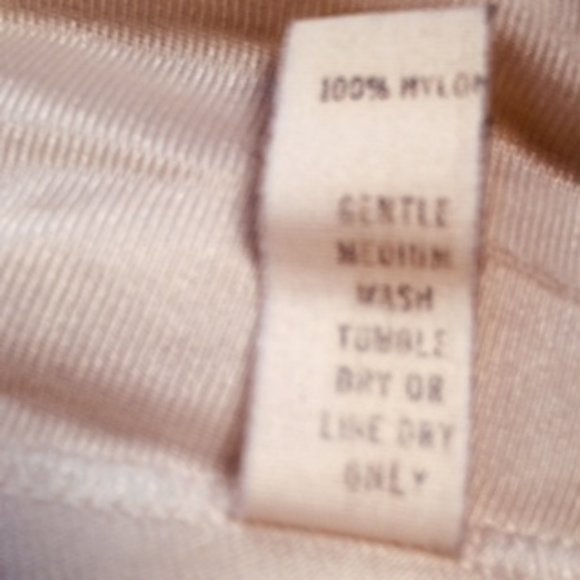 100% NYLON
GENTLE
MEDIUM
WASH
TUMBLE
DRY OR
LINE DRY
ONLY